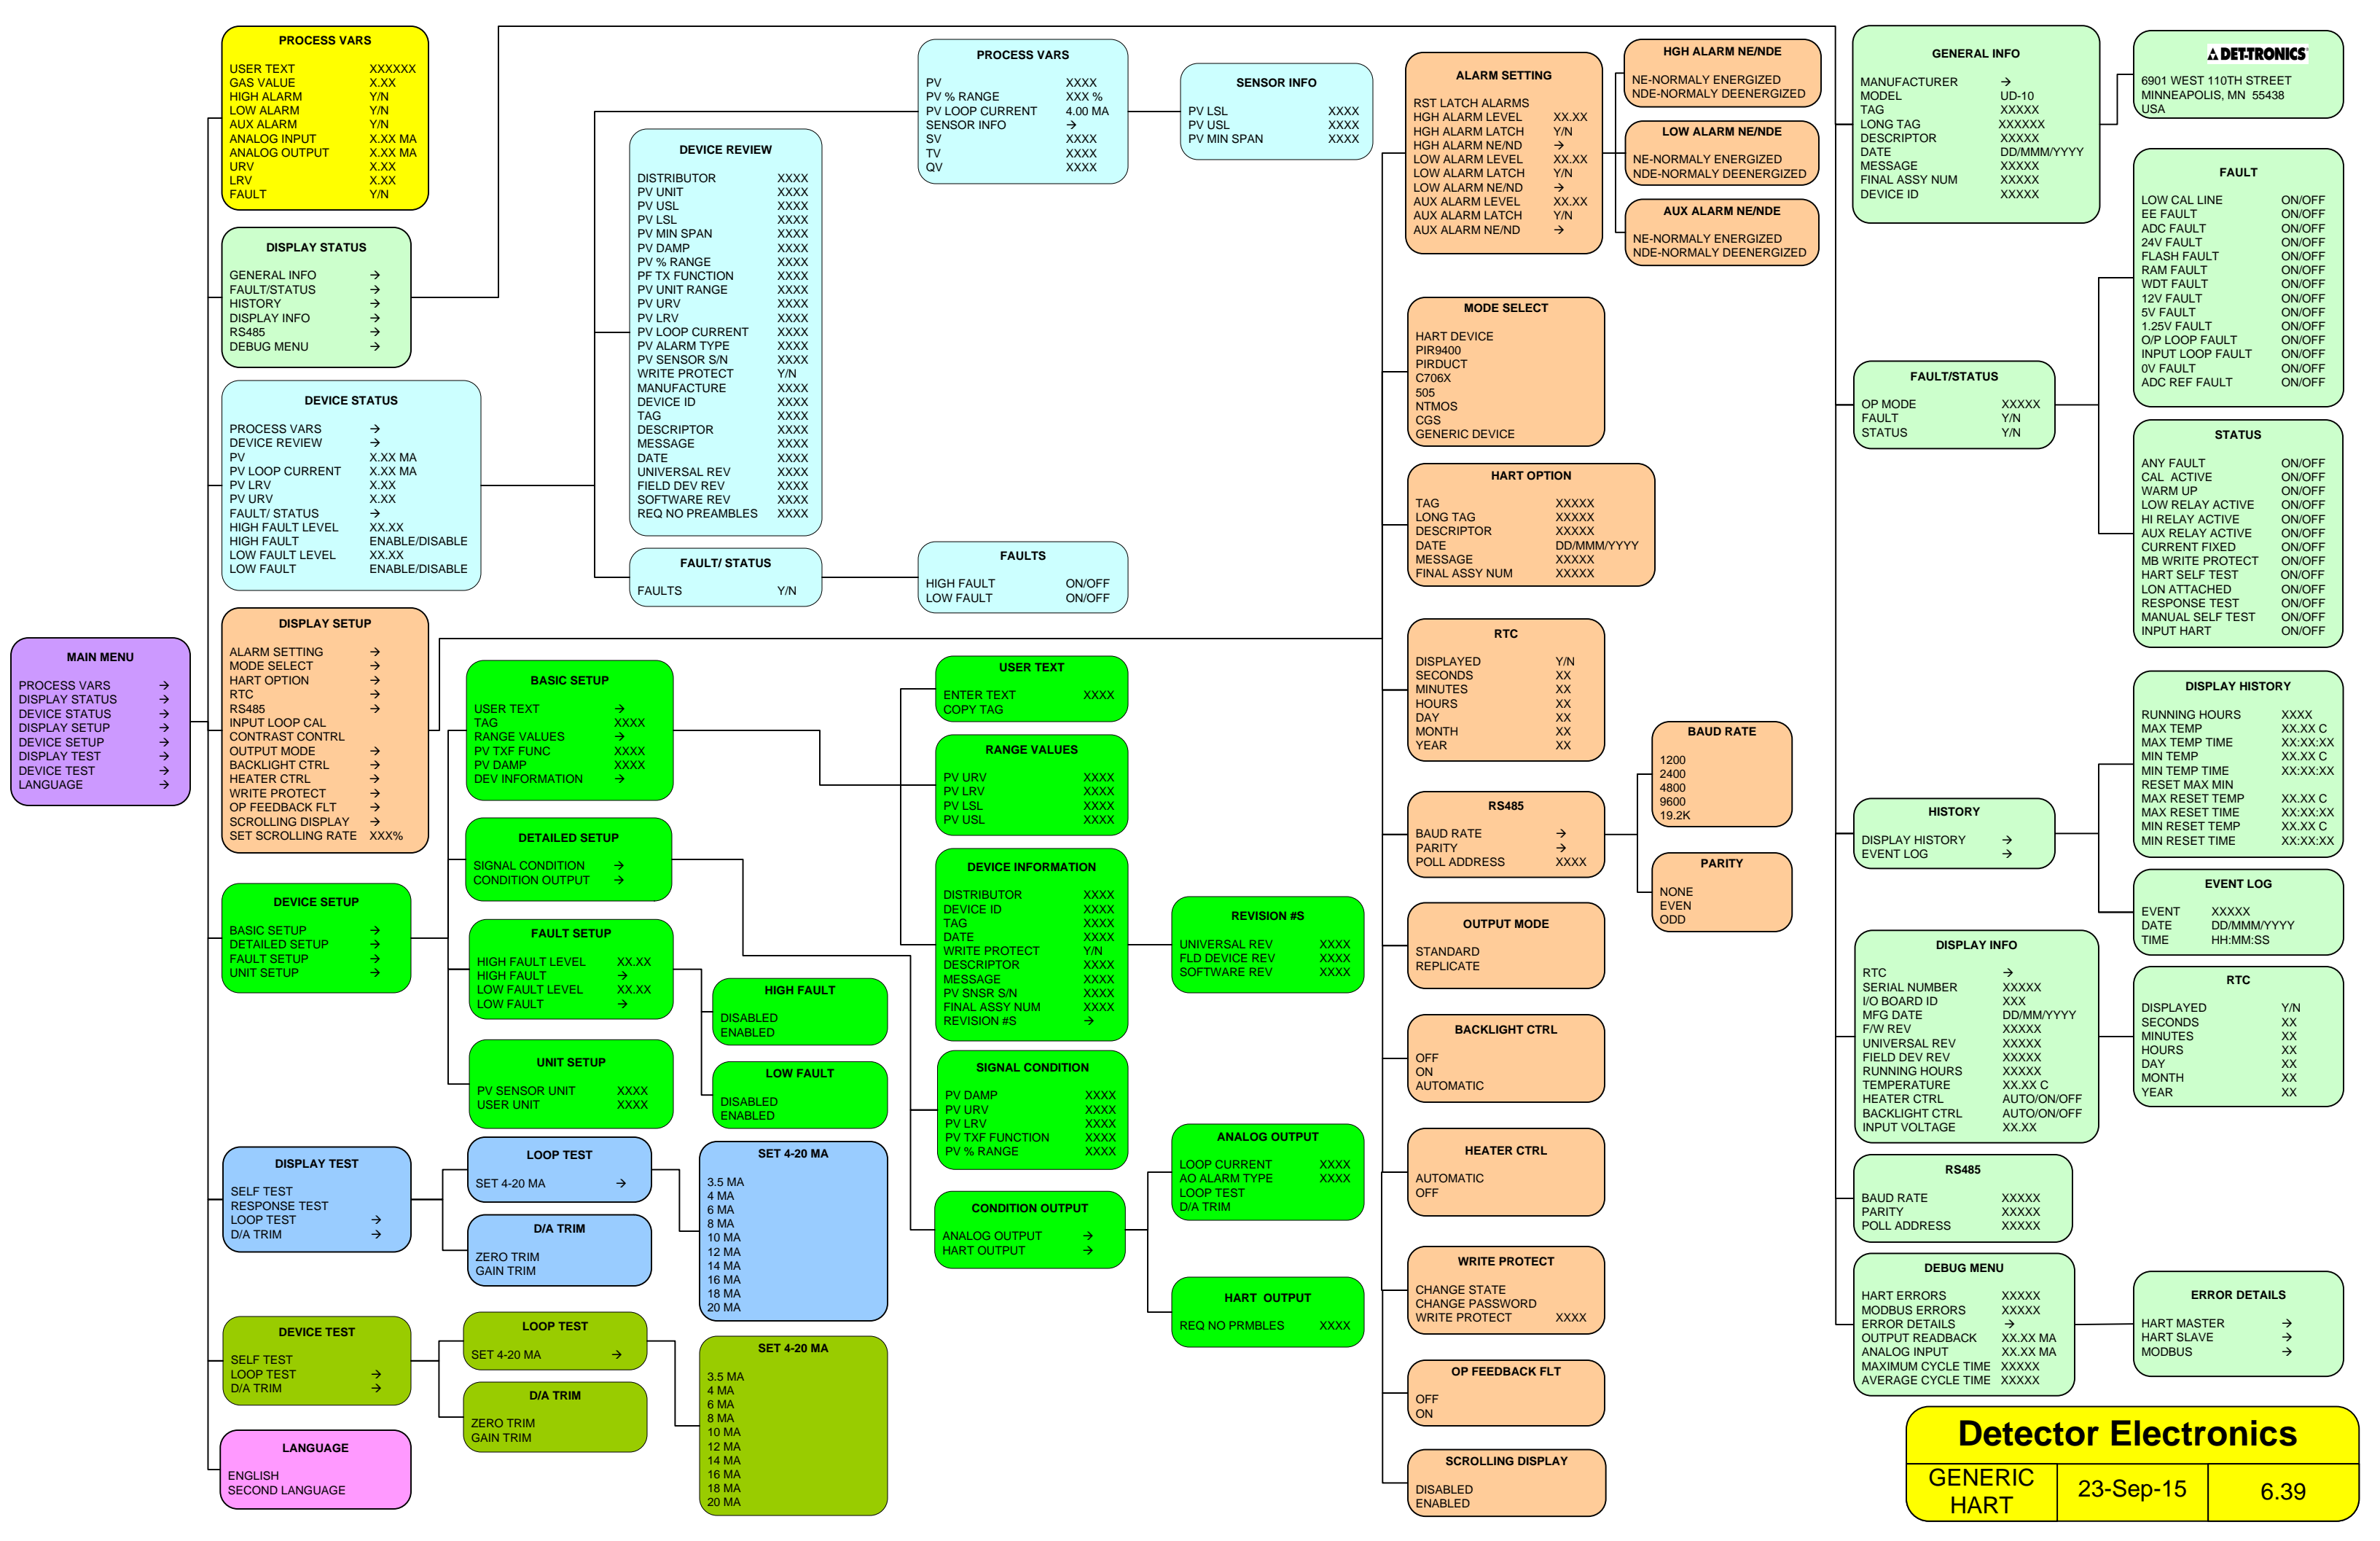 MAIN MENU
PROCESS VARS →
DISPLAY STATUS →
DEVICE STATUS →
DISPLAY SETUP →
DEVICE SETUP →
DISPLAY TEST →
DEVICE TEST →
LANGUAGE →
PROCESS VARS
USER TEXT XXXXXX
GAS VALUE X.XX
HIGH ALARM Y/N
LOW ALARM Y/N
AUX ALARM Y/N
ANALOG INPUT X.XX MA
ANALOG OUTPUT X.XX MA
URV X.XX
LRV X.XX
FAULT Y/N
DISPLAY STATUS
GENERAL INFO →
FAULT/STATUS →
HISTORY →
DISPLAY INFO →
RS485 →
DEBUG MENU →
DEVICE STATUS
PROCESS VARS →
DEVICE REVIEW →
PV X.XX MA
PV LOOP CURRENT X.XX MA
PV LRV X.XX
PV URV X.XX
FAULT/ STATUS →
HIGH FAULT LEVEL XX.XX
HIGH FAULT ENABLE/DISABLE
LOW FAULT LEVEL XX.XX
LOW FAULT ENABLE/DISABLE
DISPLAY SETUP
ALARM SETTING →
MODE SELECT →
HART OPTION →
RTC →
RS485 →
INPUT LOOP CAL
CONTRAST CONTRL
OUTPUT MODE →
BACKLIGHT CTRL →
HEATER CTRL →
WRITE PROTECT →
OP FEEDBACK FLT →
SCROLLING DISPLAY →
SET SCROLLING RATE XXX%
DEVICE SETUP
BASIC SETUP →
DETAILED SETUP →
FAULT SETUP →
UNIT SETUP →
DISPLAY TEST
SELF TEST
RESPONSE TEST
LOOP TEST →
D/A TRIM →
DEVICE TEST
SELF TEST
LOOP TEST →
D/A TRIM →
LANGUAGE
ENGLISH
SECOND LANGUAGE
DEVICE REVIEW
DISTRIBUTOR XXXX
PV UNIT XXXX
PV USL XXXX
PV LSL XXXX
PV MIN SPAN XXXX
PV DAMP XXXX
PV % RANGE XXXX
PF TX FUNCTION XXXX
PV UNIT RANGE XXXX
PV URV XXXX
PV LRV XXXX
PV LOOP CURRENT XXXX
PV ALARM TYPE XXXX
PV SENSOR S/N XXXX
WRITE PROTECT Y/N
MANUFACTURE XXXX
DEVICE ID XXXX
TAG XXXX
DESCRIPTOR XXXX
MESSAGE XXXX
DATE XXXX
UNIVERSAL REV XXXX
FIELD DEV REV XXXX
SOFTWARE REV XXXX
REQ NO PREAMBLES XXXX
FAULT/ STATUS
FAULTS Y/N
PROCESS VARS
PV XXXX
PV % RANGE XXX %
PV LOOP CURRENT 4.00 MA
SENSOR INFO →
SV XXXX
TV XXXX
QV XXXX
SENSOR INFO
PV LSL XXXX
PV USL XXXX
PV MIN SPAN XXXX
FAULTS
HIGH FAULT ON/OFF
LOW FAULT ON/OFF
BASIC SETUP
USER TEXT →
TAG XXXX
RANGE VALUES →
PV TXF FUNC XXXX
PV DAMP XXXX
DEV INFORMATION →
DETAILED SETUP
SIGNAL CONDITION →
CONDITION OUTPUT →
FAULT SETUP
HIGH FAULT LEVEL XX.XX
HIGH FAULT →
LOW FAULT LEVEL XX.XX
LOW FAULT →
UNIT SETUP
PV SENSOR UNIT XXXX
USER UNIT XXXX
HIGH FAULT
DISABLED
ENABLED
LOW FAULT
DISABLED
ENABLED
LOOP TEST
SET 4-20 MA →
D/A TRIM
ZERO TRIM
GAIN TRIM
SET 4-20 MA
3.5 MA
4 MA
6 MA
8 MA
10 MA
12 MA
14 MA
16 MA
18 MA
20 MA
LOOP TEST
SET 4-20 MA →
D/A TRIM
ZERO TRIM
GAIN TRIM
SET 4-20 MA
3.5 MA
4 MA
6 MA
8 MA
10 MA
12 MA
14 MA
16 MA
18 MA
20 MA
USER TEXT
ENTER TEXT XXXX
COPY TAG
RANGE VALUES
PV URV XXXX
PV LRV XXXX
PV LSL XXXX
PV USL XXXX
DEVICE INFORMATION
DISTRIBUTOR XXXX
DEVICE ID XXXX
TAG XXXX
DATE XXXX
WRITE PROTECT Y/N
DESCRIPTOR XXXX
MESSAGE XXXX
PV SNSR S/N XXXX
FINAL ASSY NUM XXXX
REVISION #S →
REVISION #S
UNIVERSAL REV XXXX
FLD DEVICE REV XXXX
SOFTWARE REV XXXX
SIGNAL CONDITION
PV DAMP XXXX
PV URV XXXX
PV LRV XXXX
PV TXF FUNCTION XXXX
PV % RANGE XXXX
CONDITION OUTPUT
ANALOG OUTPUT →
HART OUTPUT →
ANALOG OUTPUT
LOOP CURRENT XXXX
AO ALARM TYPE XXXX
LOOP TEST
D/A TRIM
HART OUTPUT
REQ NO PRMBLES XXXX
ALARM SETTING
RST LATCH ALARMS
HGH ALARM LEVEL XX.XX
HGH ALARM LATCH Y/N
HGH ALARM NE/ND →
LOW ALARM LEVEL XX.XX
LOW ALARM LATCH Y/N
LOW ALARM NE/ND →
AUX ALARM LEVEL XX.XX
AUX ALARM LATCH Y/N
AUX ALARM NE/ND →
HGH ALARM NE/NDE
NE-NORMALY ENERGIZED
NDE-NORMALY DEENERGIZED
LOW ALARM NE/NDE
NE-NORMALY ENERGIZED
NDE-NORMALY DEENERGIZED
AUX ALARM NE/NDE
NE-NORMALY ENERGIZED
NDE-NORMALY DEENERGIZED
MODE SELECT
HART DEVICE
PIR9400
PIRDUCT
C706X
505
NTMOS
CGS
GENERIC DEVICE
HART OPTION
TAG XXXXX
LONG TAG XXXXX
DESCRIPTOR XXXXX
DATE DD/MMM/YYYY
MESSAGE XXXXX
FINAL ASSY NUM XXXXX
RTC
DISPLAYED Y/N
SECONDS XX
MINUTES XX
HOURS XX
DAY XX
MONTH XX
YEAR XX
RS485
BAUD RATE →
PARITY →
POLL ADDRESS XXXX
BAUD RATE
1200
2400
4800
9600
19.2K
PARITY
NONE
EVEN
ODD
OUTPUT MODE
STANDARD
REPLICATE
BACKLIGHT CTRL
OFF
ON
AUTOMATIC
HEATER CTRL
AUTOMATIC
OFF
WRITE PROTECT
CHANGE STATE
CHANGE PASSWORD
WRITE PROTECT XXXX
OP FEEDBACK FLT
OFF
ON
SCROLLING DISPLAY
DISABLED
ENABLED
GENERAL INFO
MANUFACTURER →
MODEL UD-10
TAG XXXXX
LONG TAG XXXXXX
DESCRIPTOR XXXXX
DATE DD/MMM/YYYY
MESSAGE XXXXX
FINAL ASSY NUM XXXXX
DEVICE ID XXXXX
DET-TRONICS
6901 WEST 110TH STREET
MINNEAPOLIS, MN 55438
USA
FAULT/STATUS
OP MODE XXXXX
FAULT Y/N
STATUS Y/N
FAULT
LOW CAL LINE ON/OFF
EE FAULT ON/OFF
ADC FAULT ON/OFF
24V FAULT ON/OFF
FLASH FAULT ON/OFF
RAM FAULT ON/OFF
WDT FAULT ON/OFF
12V FAULT ON/OFF
5V FAULT ON/OFF
1.25V FAULT ON/OFF
O/P LOOP FAULT ON/OFF
INPUT LOOP FAULT ON/OFF
0V FAULT ON/OFF
ADC REF FAULT ON/OFF
STATUS
ANY FAULT ON/OFF
CAL ACTIVE ON/OFF
WARM UP ON/OFF
LOW RELAY ACTIVE ON/OFF
HI RELAY ACTIVE ON/OFF
AUX RELAY ACTIVE ON/OFF
CURRENT FIXED ON/OFF
MB WRITE PROTECT ON/OFF
HART SELF TEST ON/OFF
LON ATTACHED ON/OFF
RESPONSE TEST ON/OFF
MANUAL SELF TEST ON/OFF
INPUT HART ON/OFF
HISTORY
DISPLAY HISTORY →
EVENT LOG →
DISPLAY HISTORY
RUNNING HOURS XXXX
MAX TEMP XX.XX C
MAX TEMP TIME XX:XX:XX
MIN TEMP XX.XX C
MIN TEMP TIME XX:XX:XX
RESET MAX MIN
MAX RESET TEMP XX.XX C
MAX RESET TIME XX:XX:XX
MIN RESET TEMP XX.XX C
MIN RESET TIME XX:XX:XX
EVENT LOG
EVENT XXXXX
DATE DD/MMM/YYYY
TIME HH:MM:SS
DISPLAY INFO
RTC →
SERIAL NUMBER XXXXX
I/O BOARD ID XXX
MFG DATE DD/MM/YYYY
F/W REV XXXXX
UNIVERSAL REV XXXXX
FIELD DEV REV XXXXX
RUNNING HOURS XXXXX
TEMPERATURE XX.XX C
HEATER CTRL AUTO/ON/OFF
BACKLIGHT CTRL AUTO/ON/OFF
INPUT VOLTAGE XX.XX
RTC
DISPLAYED Y/N
SECONDS XX
MINUTES XX
HOURS XX
DAY XX
MONTH XX
YEAR XX
RS485
BAUD RATE XXXXX
PARITY XXXXX
POLL ADDRESS XXXXX
DEBUG MENU
HART ERRORS XXXXX
MODBUS ERRORS XXXXX
ERROR DETAILS →
OUTPUT READBACK XX.XX MA
ANALOG INPUT XX.XX MA
MAXIMUM CYCLE TIME XXXXX
AVERAGE CYCLE TIME XXXXX
ERROR DETAILS
HART MASTER →
HART SLAVE →
MODBUS →
Detector Electronics
GENERIC HART
23-Sep-15
6.39